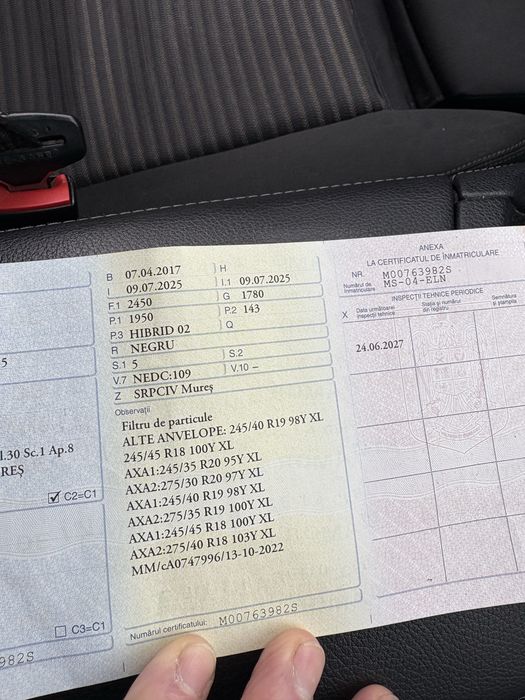 5
l.30 Sc.1 Ap.8
REȘ
C2=C1
C3=C1
982S
B 07.04.2017 H
I 09.07.2025 I.1 09.07.2025
F.1 2450 G 1780
P.1 1950 P.2 143
P.3 HIBRID 02 Q
R NEGRU
S.1 5 S.2
V.7 NEDC:109 V.10 –
Z SRPCIV Mureș
Observații
Filtru de particule
ALTE ANVELOPE: 245/40 R19 98Y XL
245/45 R18 100Y XL
AXA1:245/35 R20 95Y XL
AXA2:275/30 R20 97Y XL
AXA1:245/40 R19 98Y XL
AXA2:275/35 R19 100Y XL
AXA1:245/45 R18 100Y XL
AXA2:275/40 R18 103Y XL
MM/cA0747996/13-10-2022
Numărul certificatului: M00763982S
ANEXA
LA CERTIFICATUL DE ÎNMATRICULARE
NR. M00763982S
Numărul de înmatriculare MS-04-ELN
INSPECȚII TEHNICE PERIODICE
X Data următoarei inspecții tehnice Stația și numărul din registru Semnătura și ștampila
24.06.2027